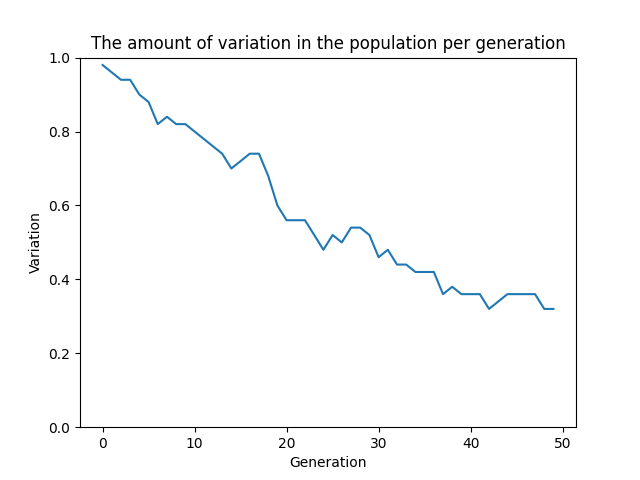 The amount of variation in the population per generation
1.0
0.8
0.6
0.4
0.2
0.0
Variation
0 10 20 30 40 50
Generation